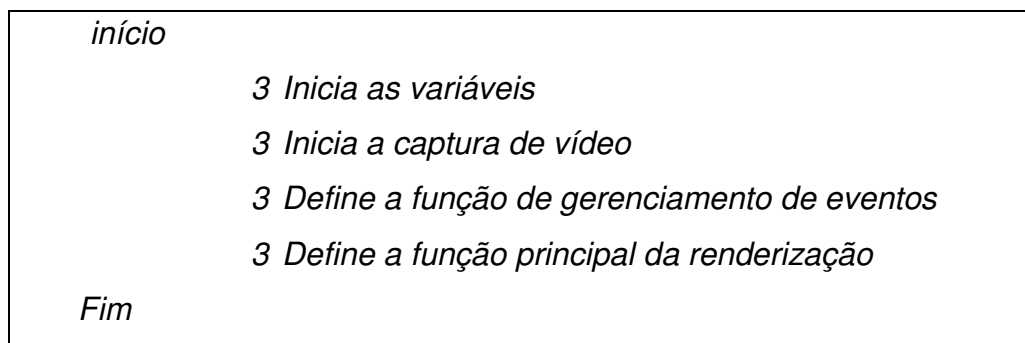 início
3 Inicia as variáveis
3 Inicia a captura de vídeo
3 Define a função de gerenciamento de eventos
3 Define a função principal da renderização
Fim